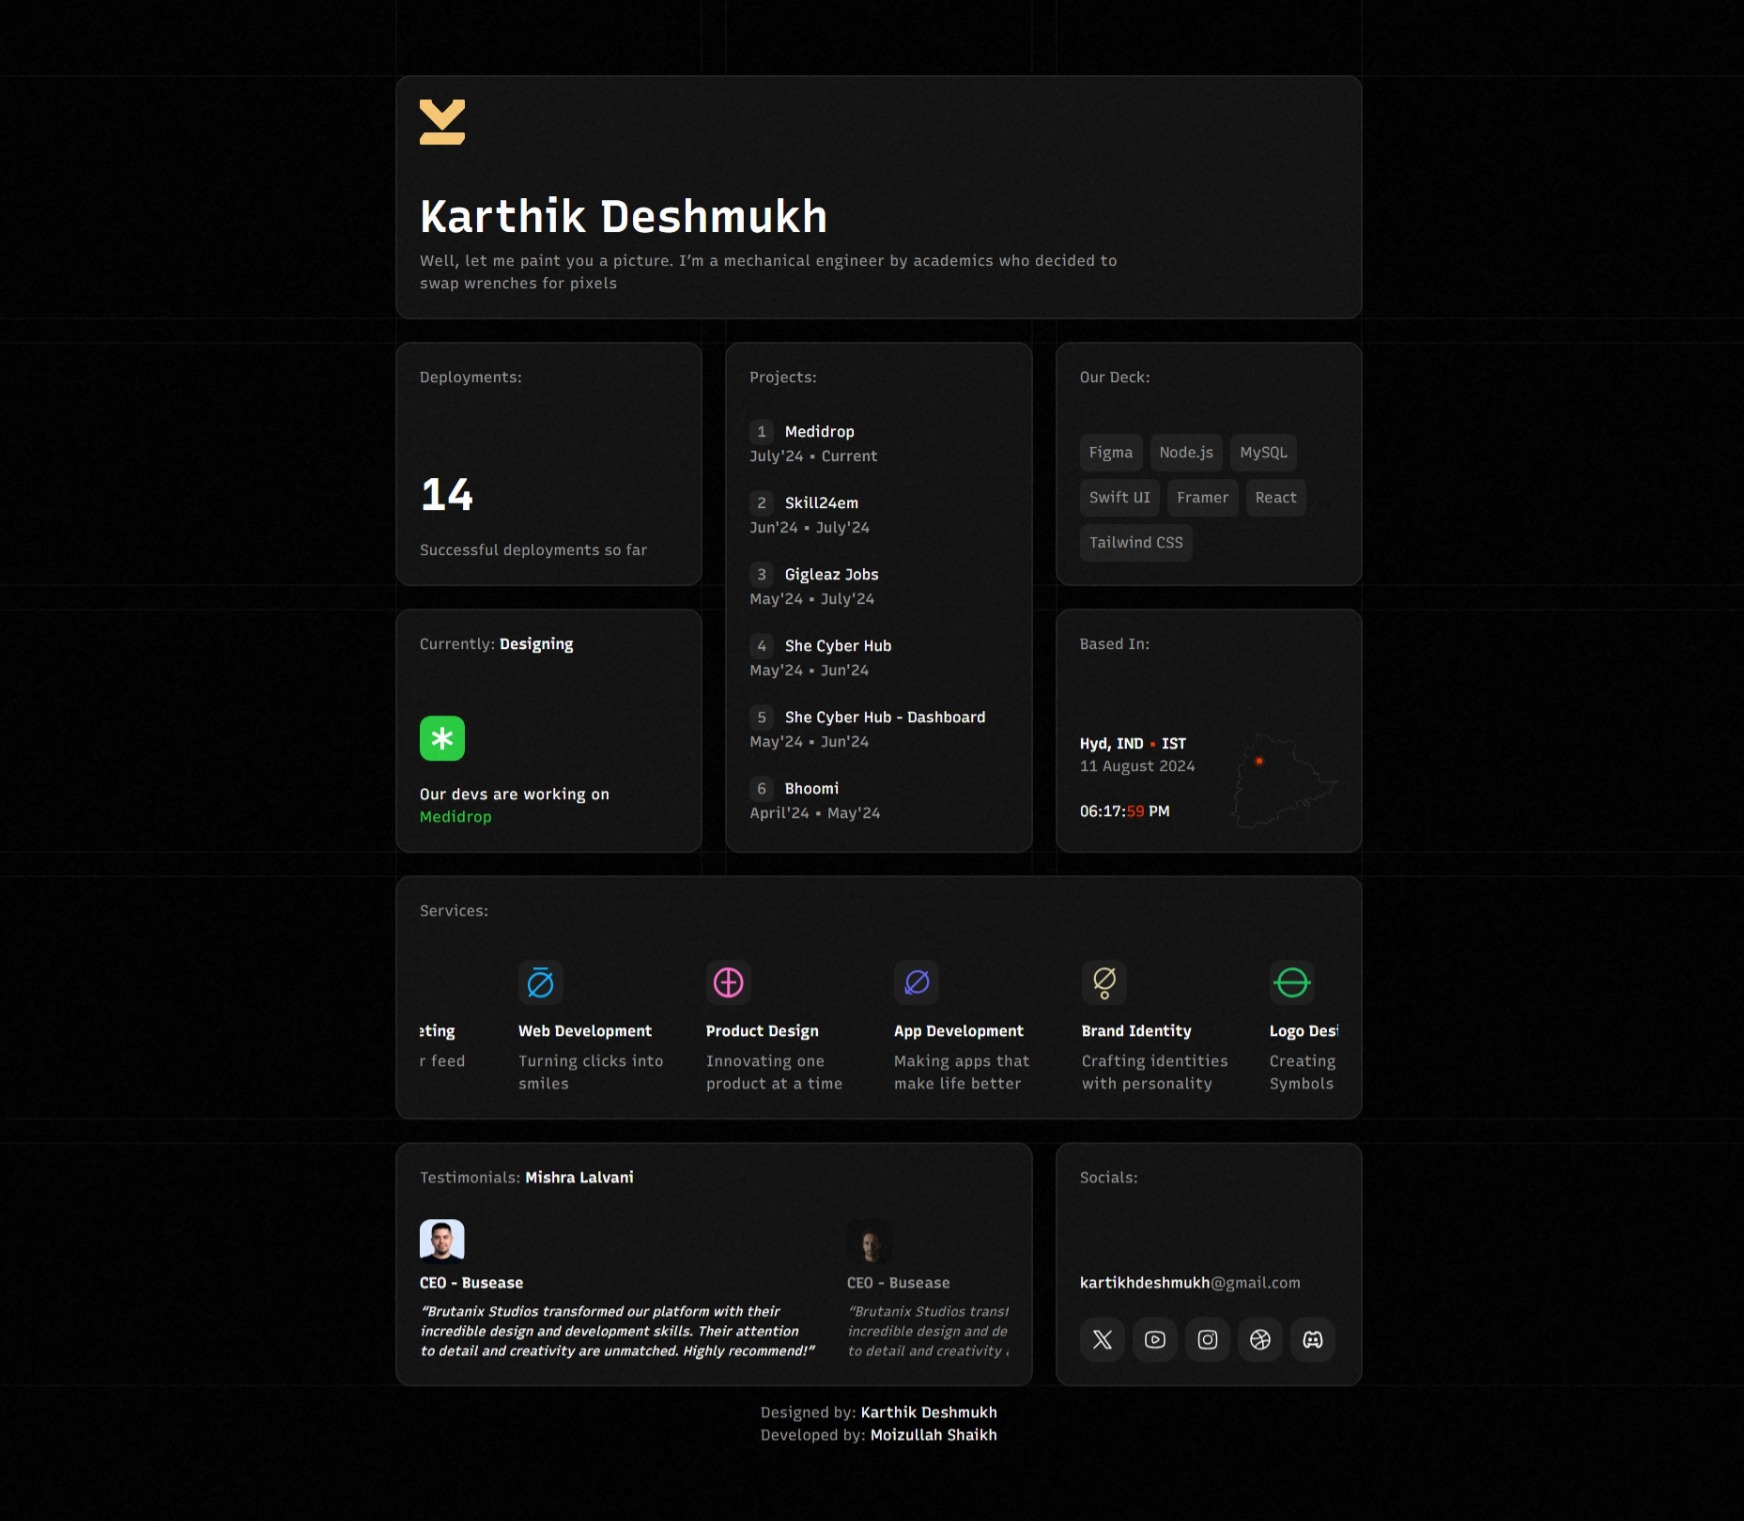 Karthik Deshmukh
Well, let me paint you a picture. I’m a mechanical engineer by academics who decided to
swap wrenches for pixels
Deployments:
14
Successful deployments so far
Currently: Designing
Our devs are working on
Medidrop
Projects:
1 Medidrop
July'24 • Current
2 Skill24em
Jun'24 • July'24
3 Gigleaz Jobs
May'24 • July'24
4 She Cyber Hub
May'24 • Jun'24
5 She Cyber Hub - Dashboard
May'24 • Jun'24
6 Bhoomi
April'24 • May'24
Our Deck:
Figma Node.js MySQL
Swift UI Framer React
Tailwind CSS
Based In:
Hyd, IND • IST
11 August 2024
06:17:59 PM
Services:
eting
r feed
Web Development
Turning clicks into
smiles
Product Design
Innovating one
product at a time
App Development
Making apps that
make life better
Brand Identity
Crafting identities
with personality
Logo Desi
Creating
Symbols
Testimonials: Mishra Lalvani
CEO - Busease
“Brutanix Studios transformed our platform with their
incredible design and development skills. Their attention
to detail and creativity are unmatched. Highly recommend!”
CEO - Busease
“Brutanix Studios transf
incredible design and de
to detail and creativity
Socials:
kartikhdeshmukh@gmail.com
Designed by: Karthik Deshmukh
Developed by: Moizullah Shaikh